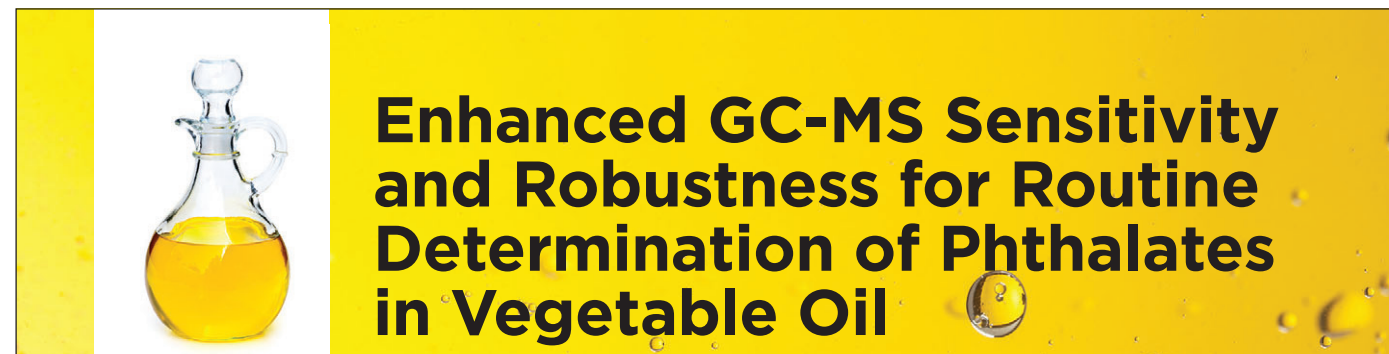 Enhanced GC-MS Sensitivity
and Robustness for Routine
Determination of Phthalates
in Vegetable Oil